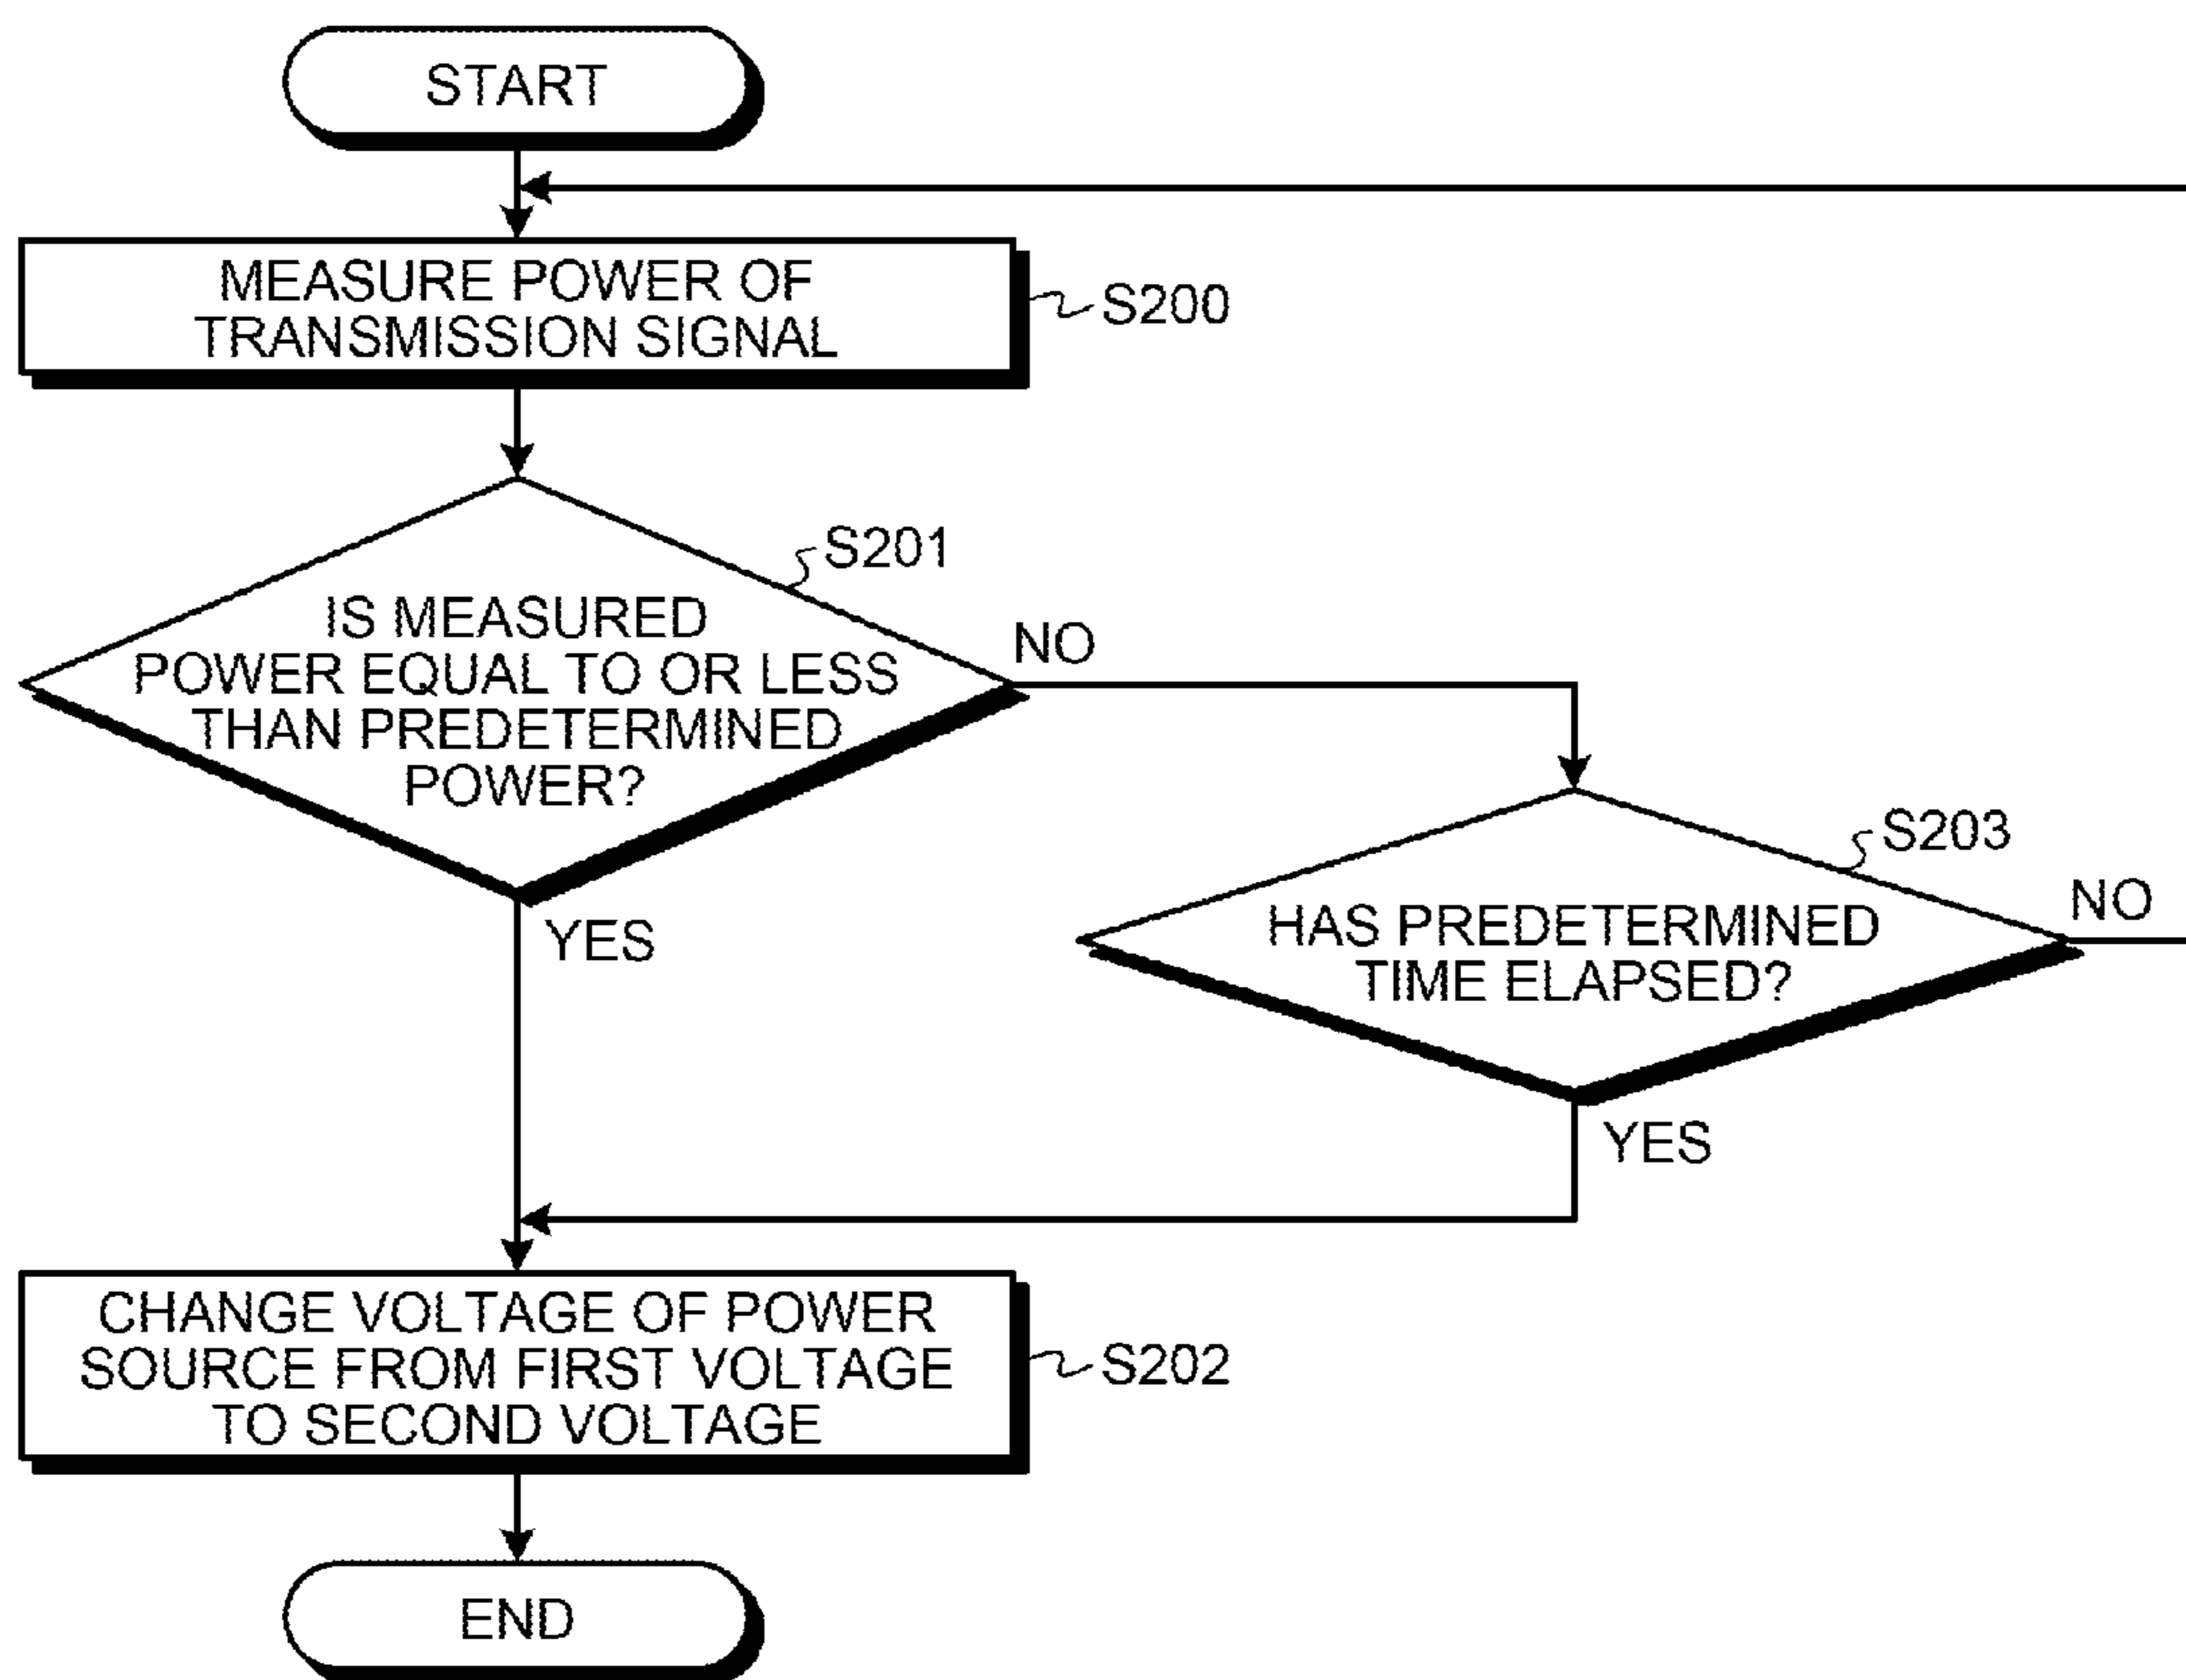 START
MEASURE POWER OF
TRANSMISSION SIGNAL
S200
S201
IS MEASURED
POWER EQUAL TO OR LESS
THAN PREDETERMINED
POWER?
NO
YES
S203
HAS PREDETERMINED
TIME ELAPSED?
NO
YES
CHANGE VOLTAGE OF POWER
SOURCE FROM FIRST VOLTAGE
TO SECOND VOLTAGE
S202
END